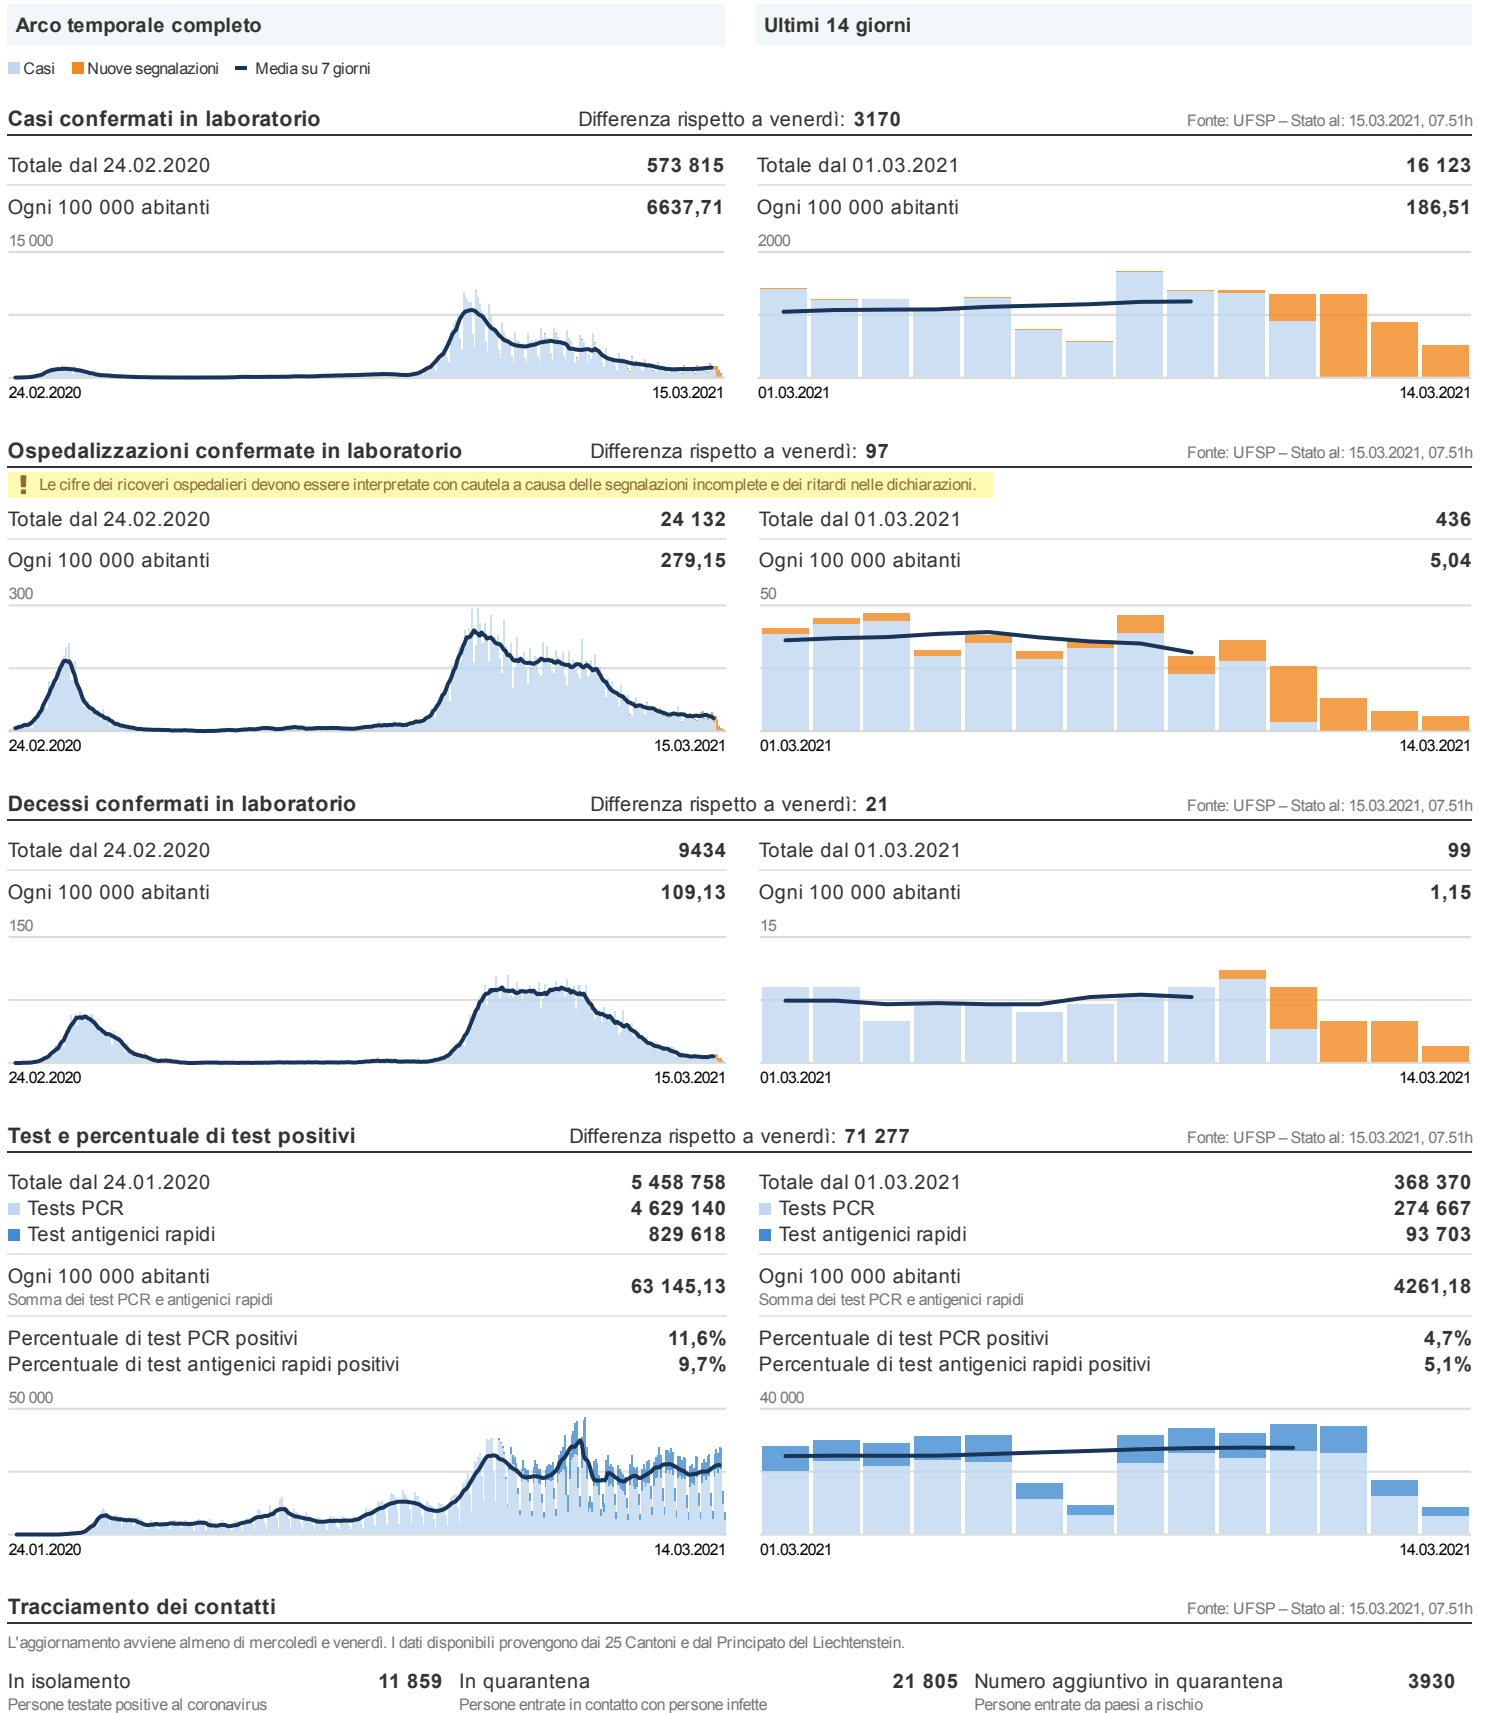 Arco temporale completo
Ultimi 14 giorni
Casi Nuove segnalazioni Media su 7 giorni
Casi confermati in laboratorio Differenza rispetto a venerdì: 3170 Fonte: UFSP – Stato al: 15.03.2021, 07.51h
Totale dal 24.02.2020 573 815 Totale dal 01.03.2021 16 123
Ogni 100 000 abitanti 6637,71 Ogni 100 000 abitanti 186,51
15 000 2000
24.02.2020 15.03.2021 01.03.2021 14.03.2021
Ospedalizzazioni confermate in laboratorio Differenza rispetto a venerdì: 97 Fonte: UFSP – Stato al: 15.03.2021, 07.51h
! Le cifre dei ricoveri ospedalieri devono essere interpretate con cautela a causa delle segnalazioni incomplete e dei ritardi nelle dichiarazioni.
Totale dal 24.02.2020 24 132 Totale dal 01.03.2021 436
Ogni 100 000 abitanti 279,15 Ogni 100 000 abitanti 5,04
300 50
24.02.2020 15.03.2021 01.03.2021 14.03.2021
Decessi confermati in laboratorio Differenza rispetto a venerdì: 21 Fonte: UFSP – Stato al: 15.03.2021, 07.51h
Totale dal 24.02.2020 9434 Totale dal 01.03.2021 99
Ogni 100 000 abitanti 109,13 Ogni 100 000 abitanti 1,15
150 15
24.02.2020 15.03.2021 01.03.2021 14.03.2021
Test e percentuale di test positivi Differenza rispetto a venerdì: 71 277 Fonte: UFSP – Stato al: 15.03.2021, 07.51h
Totale dal 24.01.2020 5 458 758 Totale dal 01.03.2021 368 370
Tests PCR 4 629 140 Tests PCR 274 667
Test antigenici rapidi 829 618 Test antigenici rapidi 93 703
Ogni 100 000 abitanti 63 145,13 Ogni 100 000 abitanti 4261,18
Somma dei test PCR e antigenici rapidi Somma dei test PCR e antigenici rapidi
Percentuale di test PCR positivi 11,6% Percentuale di test PCR positivi 4,7%
Percentuale di test antigenici rapidi positivi 9,7% Percentuale di test antigenici rapidi positivi 5,1%
50 000 40 000
24.01.2020 14.03.2021 01.03.2021 14.03.2021
Tracciamento dei contatti Fonte: UFSP – Stato al: 15.03.2021, 07.51h
L'aggiornamento avviene almeno di mercoledì e venerdì. I dati disponibili provengono dai 25 Cantoni e dal Principato del Liechtenstein.
In isolamento 11 859 In quarantena 21 805 Numero aggiuntivo in quarantena 3930
Persone testate positive al coronavirus Persone entrate in contatto con persone infette Persone entrate da paesi a rischio